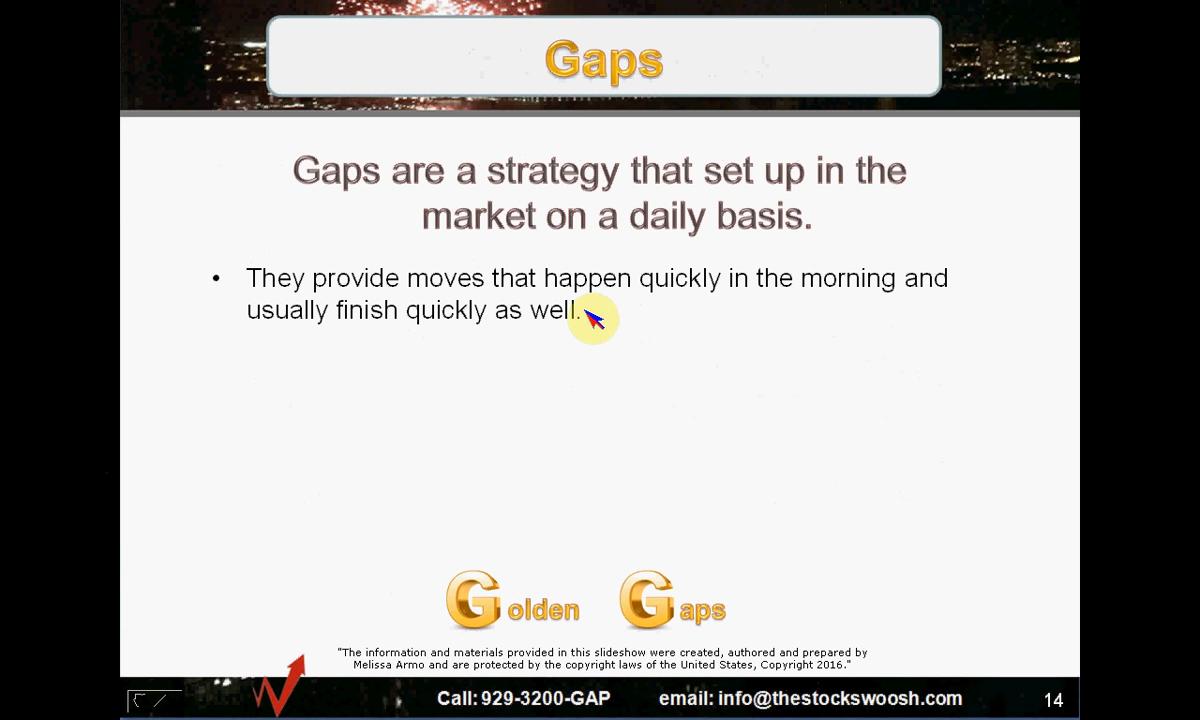 Gaps
Gaps are a strategy that set up in the
market on a daily basis.
• They provide moves that happen quickly in the morning and
usually finish quickly as well.
Golden Gaps
"The information and materials provided in this slideshow were created, authored and prepared by
Melissa Armo and are protected by the copyright laws of the United States, Copyright 2016."
Call: 929-3200-GAP email: info@thestockswoosh.com 14